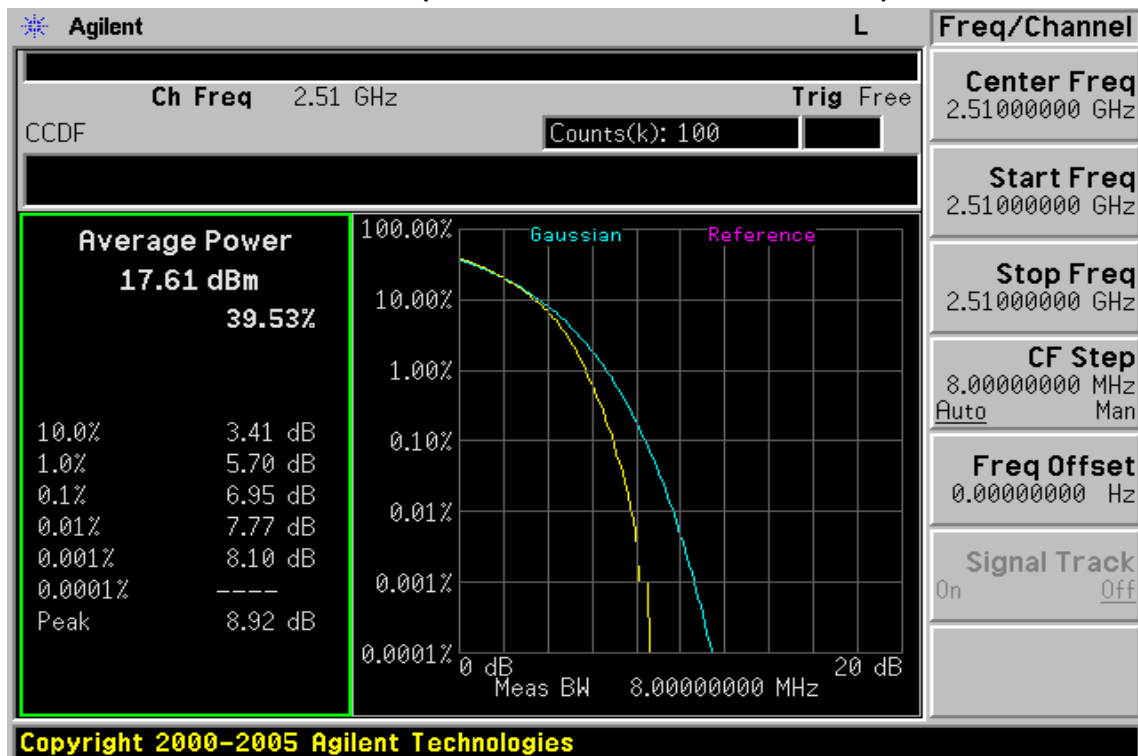 Agilent L Freq/Channel
Ch Freq 2.51 GHz Trig Free
CCDF Counts(k): 100
Center Freq
2.51000000 GHz
Start Freq
2.51000000 GHz
Stop Freq
2.51000000 GHz
CF Step
8.00000000 MHz
Auto Man
Freq Offset
0.00000000 Hz
Signal Track
On Off
Average Power
17.61 dBm
39.53%
10.0% 3.41 dB
1.0% 5.70 dB
0.1% 6.95 dB
0.01% 7.77 dB
0.001% 8.10 dB
0.0001% ----
Peak 8.92 dB
Gaussian Reference
100.00%
10.00%
1.00%
0.10%
0.01%
0.001%
0.0001%
0 dB 20 dB
Meas BW 8.00000000 MHz
Copyright 2000-2005 Agilent Technologies